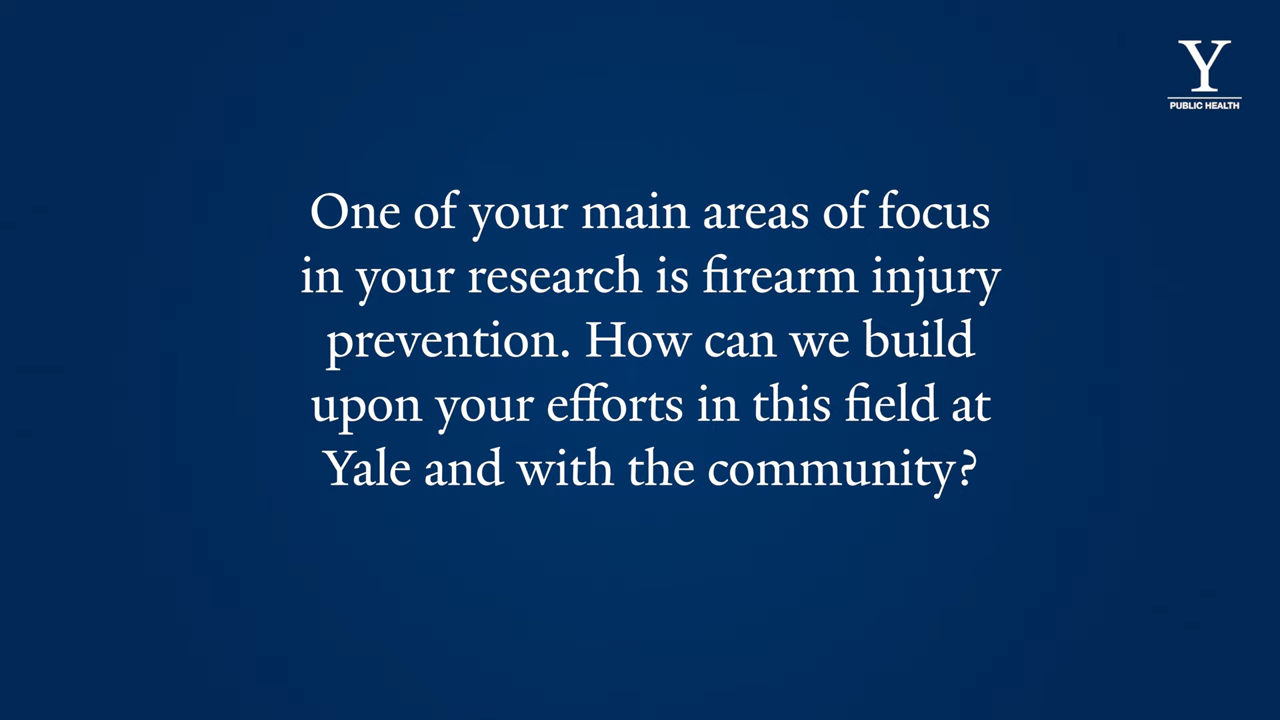 Y
PUBLIC HEALTH
One of your main areas of focus
in your research is firearm injury
prevention. How can we build
upon your efforts in this field at
Yale and with the community?